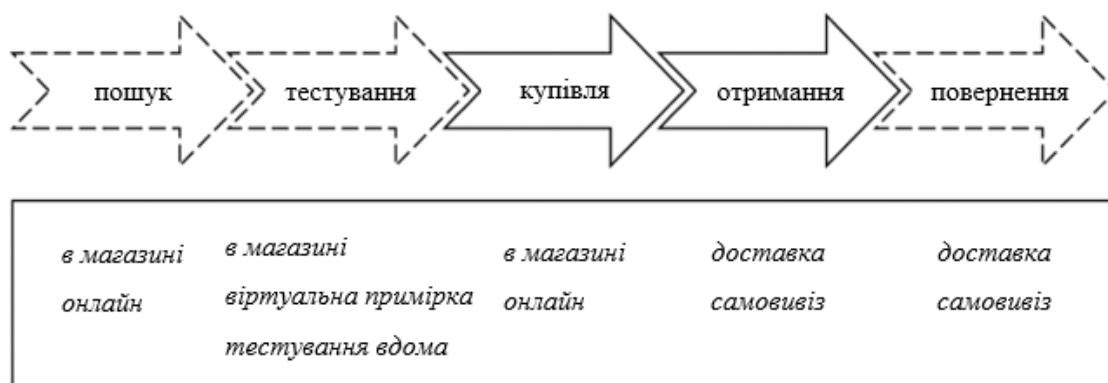 пошук тестування купівля отримання повернення
в магазині в магазині в магазині доставка доставка
онлайн віртуальна примірка онлайн самовивіз самовивіз
тестування вдома